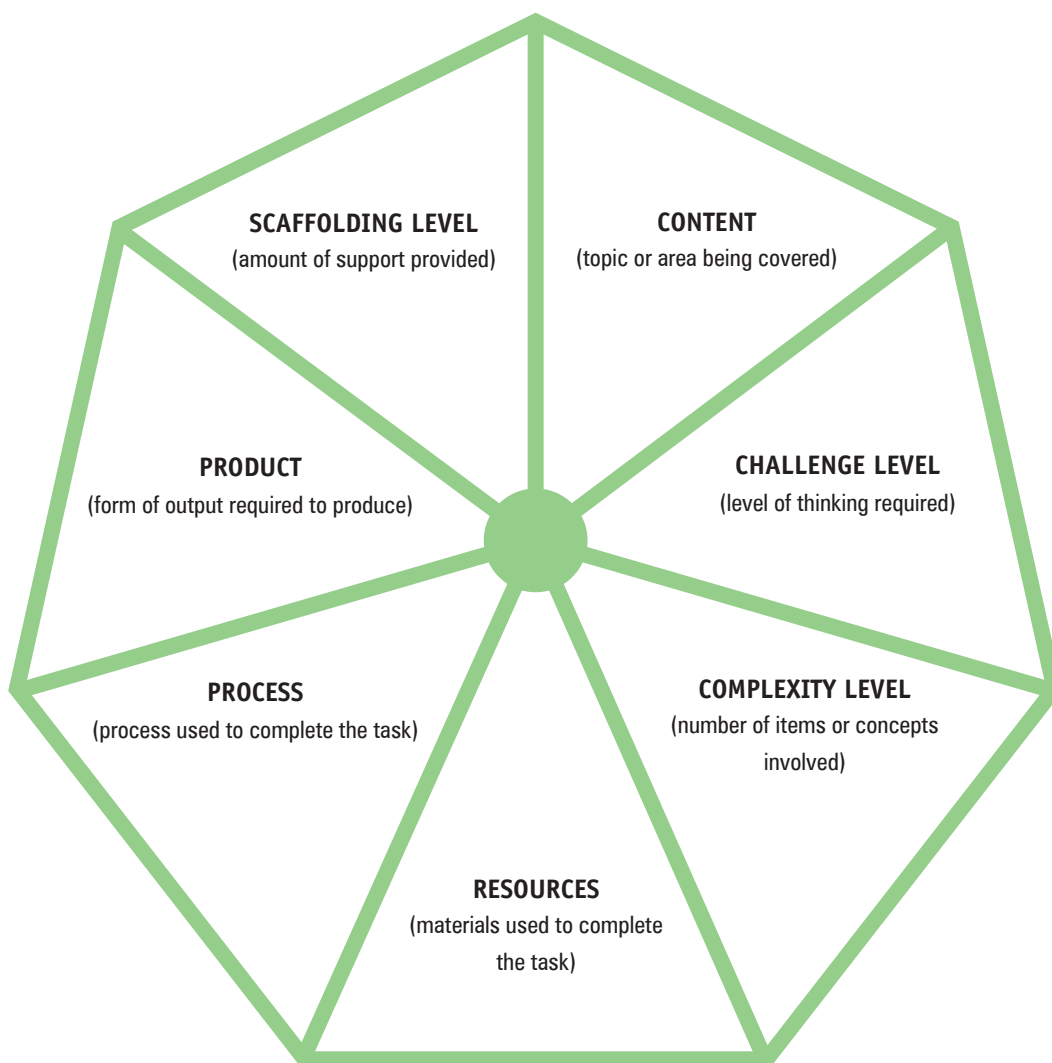 SCAFFOLDING LEVEL
(amount of support provided)
CONTENT
(topic or area being covered)
PRODUCT
(form of output required to produce)
CHALLENGE LEVEL
(level of thinking required)
PROCESS
(process used to complete the task)
COMPLEXITY LEVEL
(number of items or concepts
involved)
RESOURCES
(materials used to complete
the task)